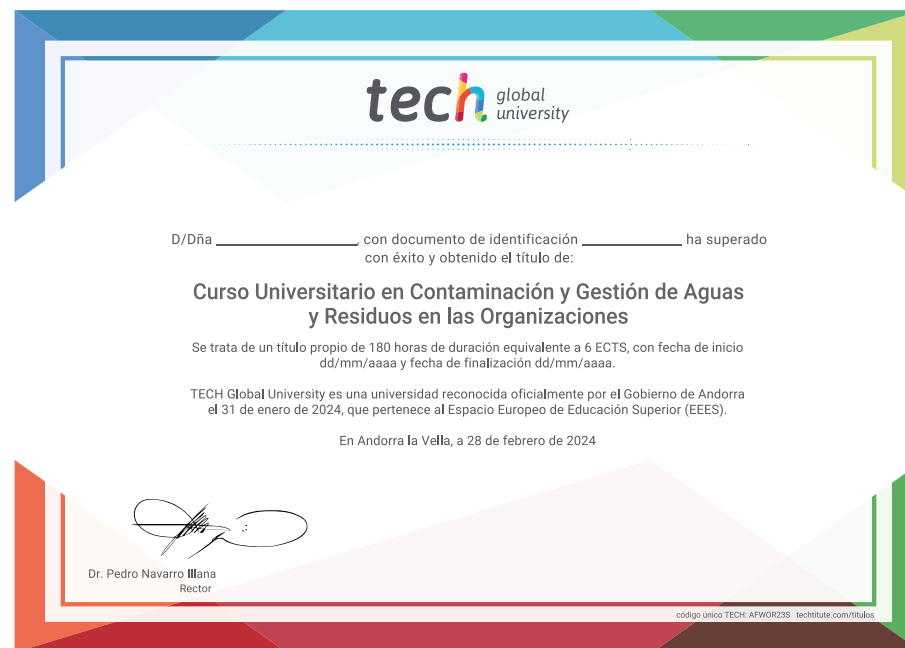 tech global university
D/Dña ____________________, con documento de identificación ______________ ha superado
con éxito y obtenido el título de:
Curso Universitario en Contaminación y Gestión de Aguas
y Residuos en las Organizaciones
Se trata de un título propio de 180 horas de duración equivalente a 6 ECTS, con fecha de inicio
dd/mm/aaaa y fecha de finalización dd/mm/aaaa.
TECH Global University es una universidad reconocida oficialmente por el Gobierno de Andorra
el 31 de enero de 2024, que pertenece al Espacio Europeo de Educación Superior (EEES).
En Andorra la Vella, a 28 de febrero de 2024
Dr. Pedro Navarro Illana
Rector
código único TECH: AFWOR23S techtitute.com/titulos